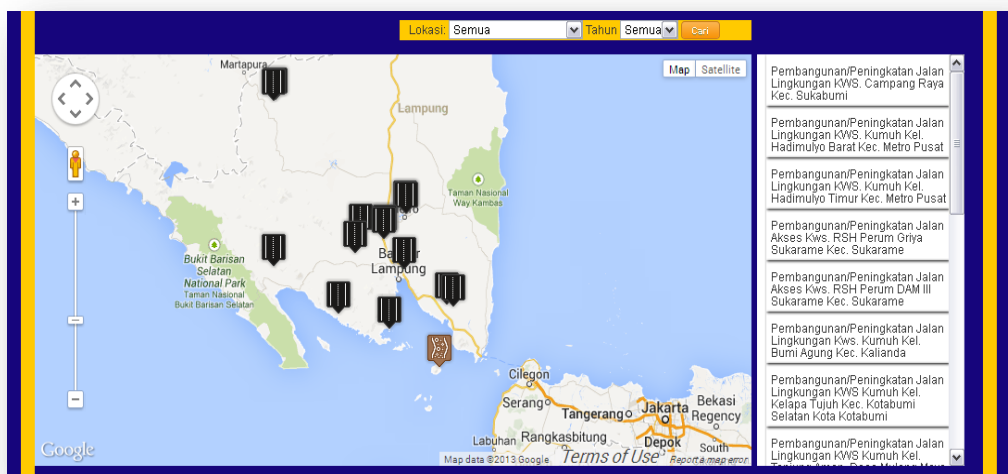 Lokasi: Semua Tahun Semua Cari
Map Satellite
Martapura
Lampung
Taman Nasional
Way Kambas
Bukit Barisan
Selatan
National Park
Taman Nasional
Bukit Barisan Selatan
Lampung
Cilegon
Serang
Tangerang
Jakarta
Bekasi
Regency
Labuhan
Rangkasbitung
Depok
South
Google
Map data ©2013 Google
Terms of Use
Report a map error
Pembangunan/Peningkatan Jalan
Lingkungan KWS. Campang Raya
Kec. Sukabumi
Pembangunan/Peningkatan Jalan
Lingkungan KWS. Kumuh Kel.
Hadimulyo Barat Kec. Metro Pusat
Pembangunan/Peningkatan Jalan
Lingkungan KWS. Kumuh Kel.
Hadimulyo Timur Kec. Metro Pusat
Pembangunan/Peningkatan Jalan
Akses Kws. RSH Perum Griya
Sukarame Kec. Sukarame
Pembangunan/Peningkatan Jalan
Akses Kws. RSH Perum DAM III
Sukarame Kec. Sukarame
Pembangunan/Peningkatan Jalan
Lingkungan Kws. Kumuh Kel.
Bumi Agung Kec. Kalianda
Pembangunan/Peningkatan Jalan
Lingkungan KWS Kumuh Kel.
Kelapa Tujuh Kec. Kotabumi
Selatan Kota Kotabumi
Pembangunan/Peningkatan Jalan
Lingkungan KWS Kumuh Kel.